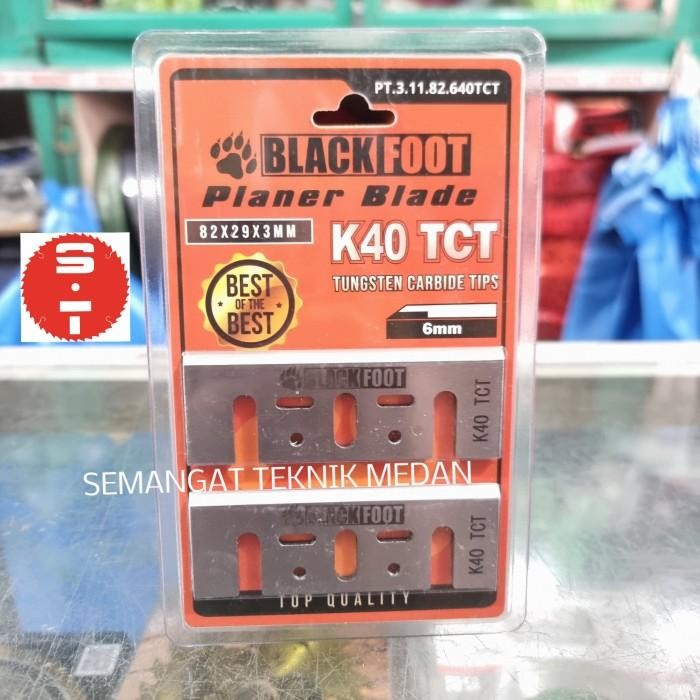 PT.3.11.82.640TCT
BLACKFOOT
Planer Blade
82X29X3MM
K40 TCT
TUNGSTEN CARBIDE TIPS
6mm
BEST
OF THE
BEST
S·T
BLACKFOOT
K40 TCT
SEMANGAT TEKNIK MEDAN
BLACKFOOT
K40 TCT
TOP QUALITY